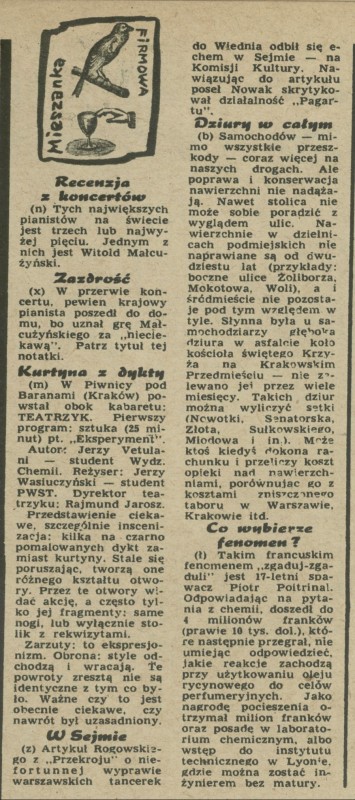 Mieszanka
FIRMOWA
Recenzja
z koncertów
(n) Tych największych
pianistów na świecie
jest trzech lub najwy-
żej pięciu. Jednym z
nich jest Witold Małcu-
żyński.
Zazdrość
(x) W przerwie kon-
certu, pewien krajowy
pianista poszedł do do-
mu, bo uznał grę Mał-
cużyńskiego za „niecie-
kawą". Patrz tytuł tej
notatki.
Kurtyna z dykty
(m) W Piwnicy pod
Baranami (Kraków) po-
wstał obok kabaretu:
TEATRZYK. Pierwszy
program: sztuka (25 mi-
nut) pt. „Eksperyment".
Autor: Jerzy Vetula-
ni — student Wydz.
Chemii. Reżyser: Jerzy
Wasiuczyński — student
PWST. Dyrektor tea-
trzyku: Rajmund Jarosz.
Przedstawienie cieka-
we, szczególnie insceni-
zacja: kilka na czarno
pomalowanych dykt za-
miast kurtyny. Stale się
poruszając, tworzą one
różnego kształtu otwo-
ry. Przez te otwory wi-
dać akcję, a często tyl-
ko jej fragmenty: same
nogi, lub wyłącznie sto-
lik z rekwizytami.
Zarzuty: to ekspresjo-
nizm. Obrona: style od-
chodzą i wracają. Te
powroty zresztą nie są
identyczne z tym co by-
ło. Ważne czy to jest
obecnie ciekawe, czy
nawrót był uzasadniony.
W Sejmie
(z) Artykuł Rogowskie-
go z „Przekroju" o nie-
fortunnej wyprawie
warszawskich tancerek
do Wiednia odbił się e-
chem w Sejmie — na
Komisji Kultury. Na-
wiązując do artykułu
poseł Nowak skrytyko-
wał działalność „Pagar-
tu".
Dziury w całym
(b) Samochodów — mi-
mo wszystkie przesz-
kody — coraz więcej na
naszych drogach. Ale
poprawa i konserwacja
nawierzchni nie nadąża-
ją. Nawet stolica nie
może sobie poradzić z
wyglądem ulic. Na-
wierzchnie w dzielni-
cach podmiejskich nie
naprawiane są od dwu-
dziestu lat (przykłady:
boczne ulice Żoliborza,
Mokotowa, Woli), a i
śródmieście nie pozosta-
je pod tym względem w
tyle. Słynna była u sa-
mochodziarzy głęboka
dziura w asfalcie koło
kościoła świętego Krzy-
ża na Krakowskim
Przedmieściu — nie za-
lewano jej przez wiele
miesięcy. Takich dziur
można wyliczyć setki
(Nowotki, Senatorska,
Złota, Sułkowskiego,
Miodowa i in.). Może
ktoś kiedyś dokona ra-
chunku i przeliczy koszt
opieki nad nawierzch-
niami, porównując go z
kosztami zniszczonego
taboru w Warszawie,
Krakowie itd.
Co wybierze
fenomen?
(ł) Takim francuskim
fenomenem „zgaduj-zga-
duli" jest 17-letni spa-
wacz Piotr Poitrinal.
Odpowiadając na pyta-
nia z chemii, doszedł do
4 milionów franków
(prawie 10 tys. dol.), któ-
re następnie przegrał, nie
umiejąc odpowiedzieć,
jakie reakcje zachodzą
przy użytkowaniu oleju
rycynowego do celów
perfumeryjnych. Jako
nagrodę pocieszenia o-
trzymał milion franków
oraz posadę w laborato-
rium chemicznym, albo
wstęp do instytutu
technicznego w Lyonie,
gdzie można zostać in-
żynierem bez matury.